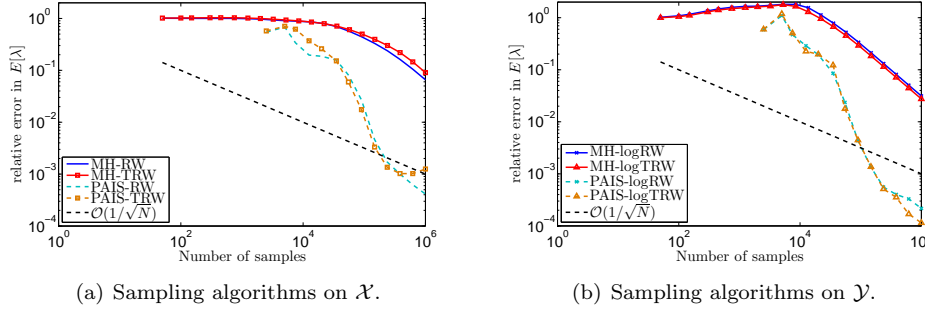 relative error in E[λ]
10^0
10^{-1}
10^{-2}
10^{-3}
10^{-4}
MH-RW
MH-TRW
PAIS-RW
PAIS-TRW
O(1/√N)
10^0 10^2 10^4 10^6
Number of samples
(a) Sampling algorithms on 𝒳.
relative error in E[λ]
10^0
10^{-1}
10^{-2}
10^{-3}
10^{-4}
MH-logRW
MH-logTRW
PAIS-logRW
PAIS-logTRW
O(1/√N)
10^0 10^2 10^4 10^6
Number of samples
(b) Sampling algorithms on 𝒴.